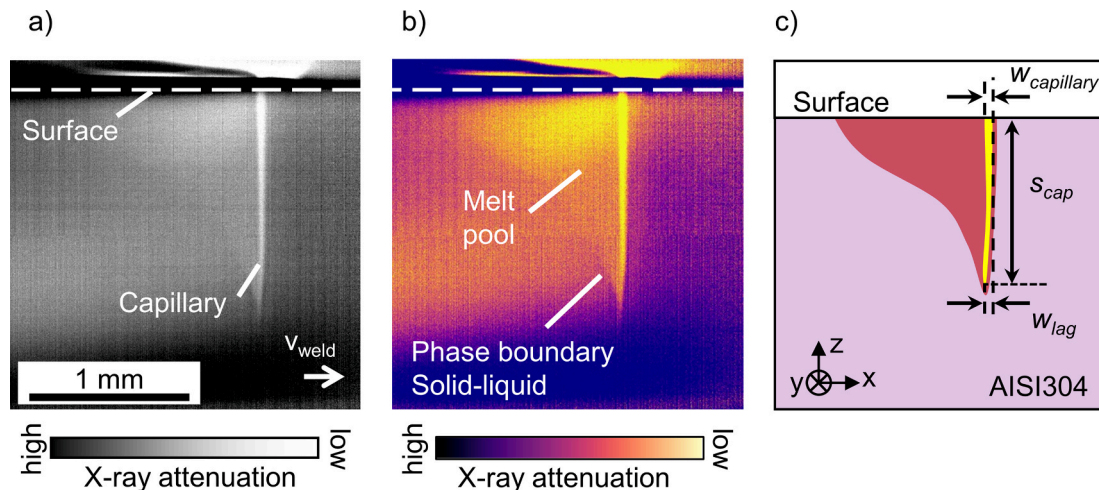 a)
Surface
Capillary
v_weld
1 mm
high
low
X-ray attenuation
b)
Melt
pool
Phase boundary
Solid-liquid
high
low
X-ray attenuation
c)
w_capillary
Surface
s_cap
w_lag
z
y
x
AISI304